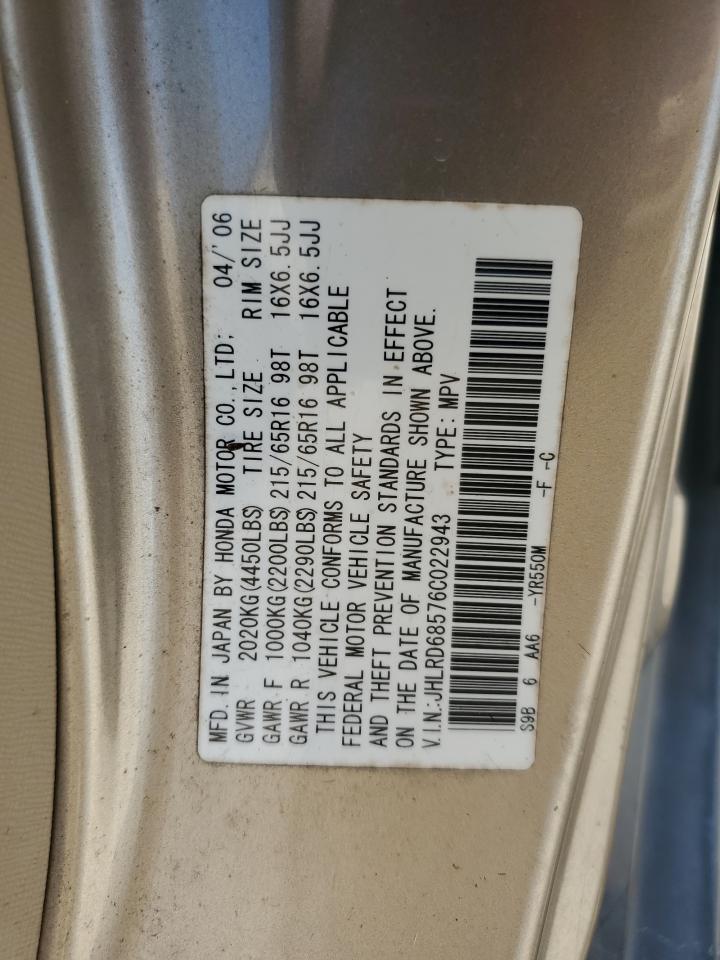 MFD. IN JAPAN BY HONDA MOTOR CO., LTD; 04/'06
GVWR 2020KG(4450LBS) TIRE SIZE RIM SIZE
GAWR F 1000KG(2200LBS)215/65R16 98T 16X6.5JJ
GAWR R 1040KG(2290LBS)215/65R16 98T 16X6.5JJ
THIS VEHICLE CONFORMS TO ALL APPLICABLE
FEDERAL MOTOR VEHICLE SAFETY
AND THEFT PREVENTION STANDARDS IN EFFECT
ON THE DATE OF MANUFACTURE SHOWN ABOVE.
V.I.N.:JHLRD68576C022943 TYPE: MPV
S9B 6 AA6 -YR550M -F -C